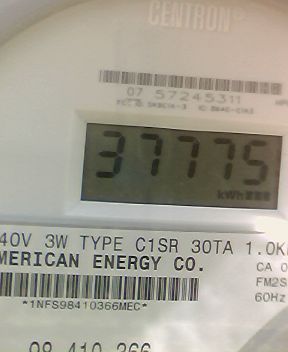 CENTRON®
07 57245311
37775
kWh
40V 3W TYPE C1SR 30TA 1.0K
MERICAN ENERGY CO.
CA 0
FM2S
60Hz
*1NFS98410366MEC*
98 410 366